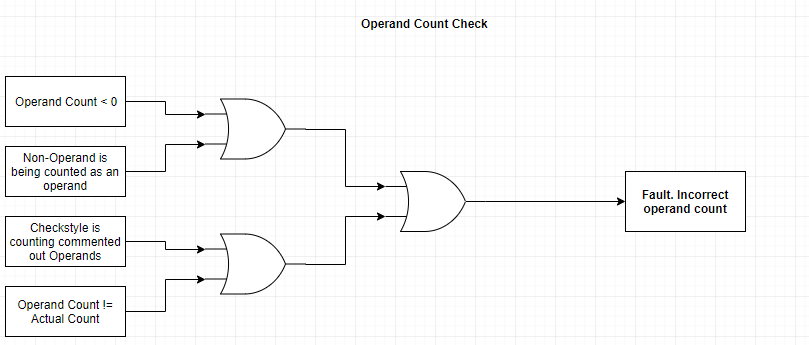 Operand Count Check
Operand Count < 0
Non-Operand is
being counted as an
operand
Checkstyle is
counting commented
out Operands
Operand Count !=
Actual Count
Fault. Incorrect
operand count